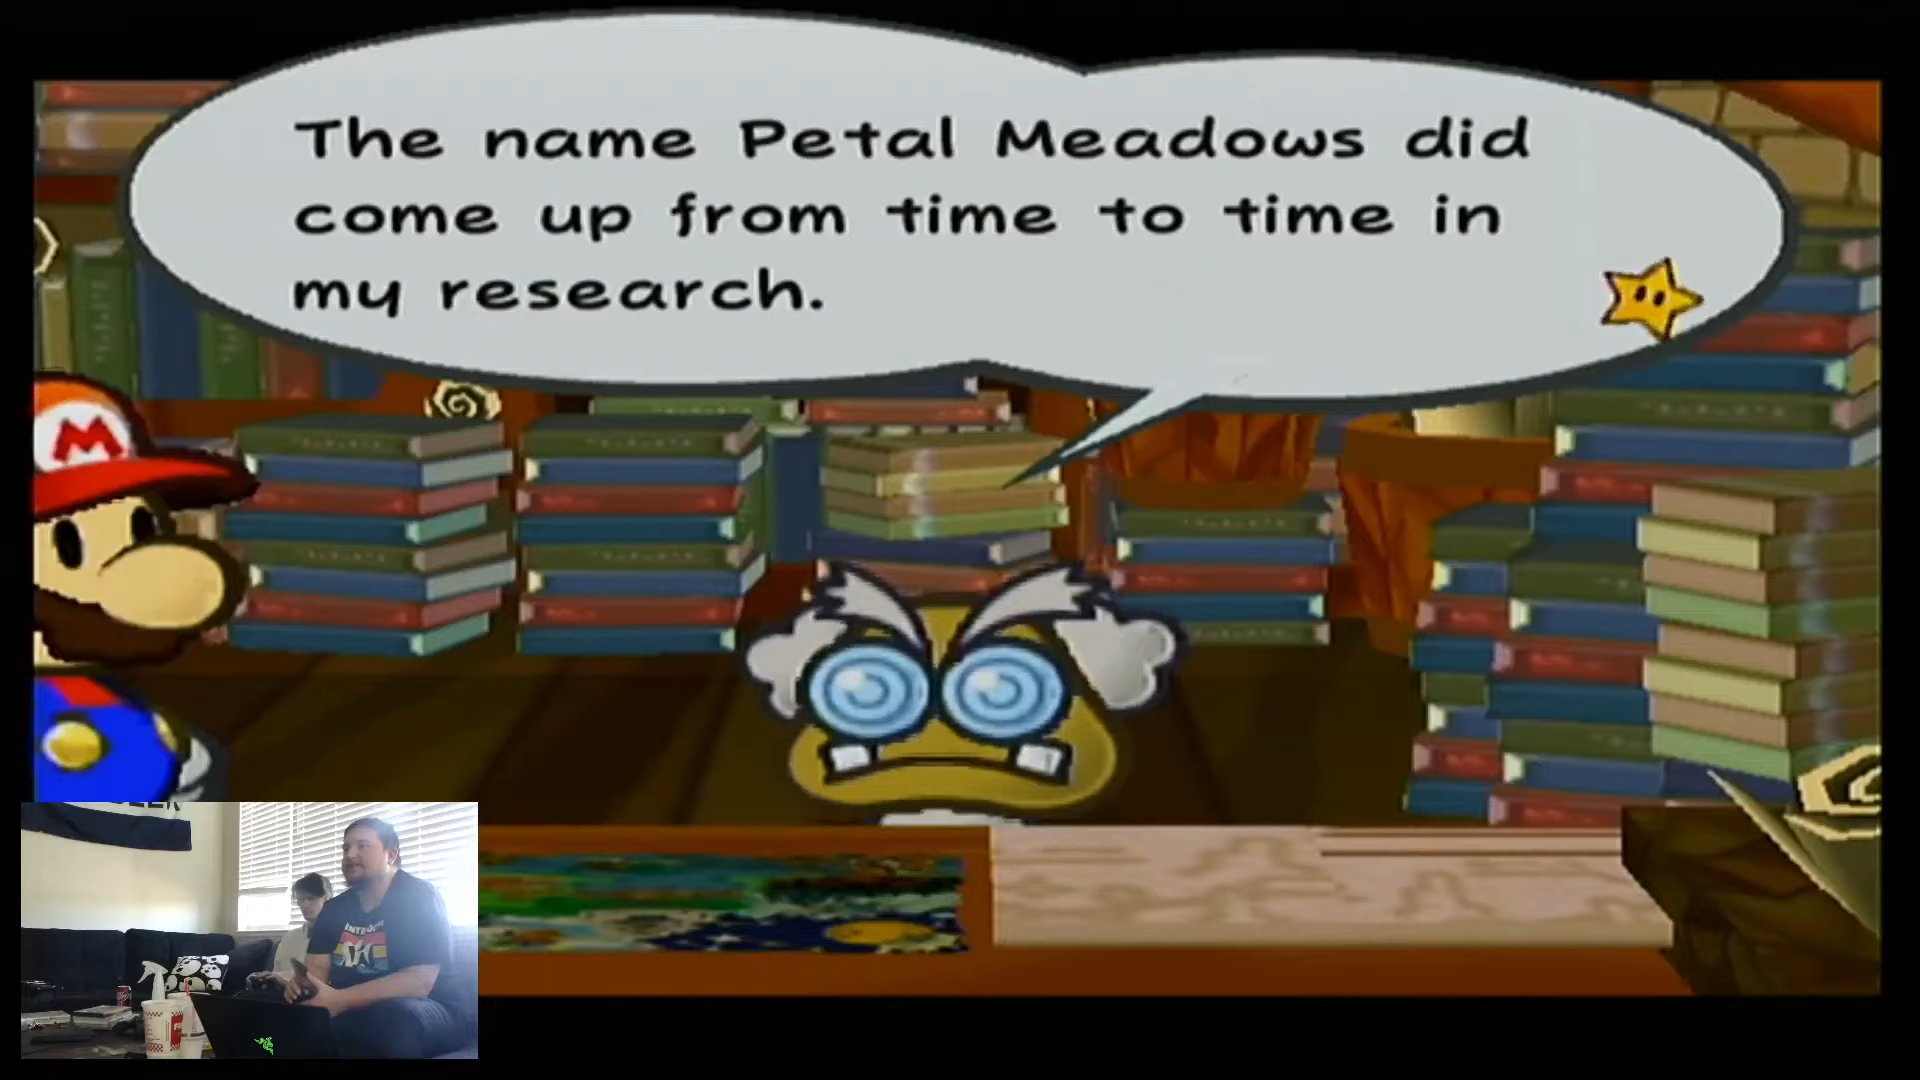 The name Petal Meadows did
come up from time to time in
my research.
M